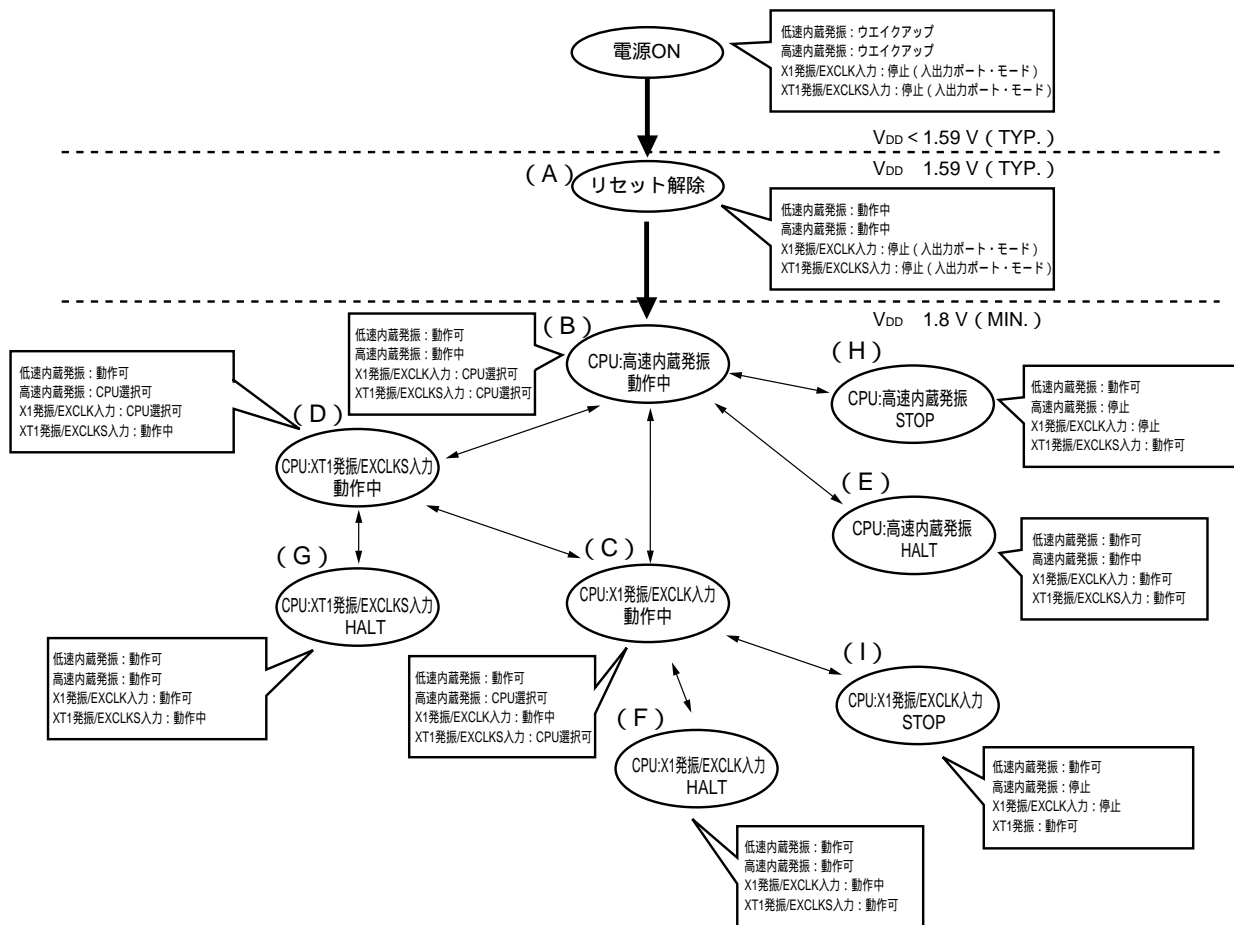 電源ON
低速内蔵発振：ウエイクアップ
高速内蔵発振：ウエイクアップ
X1発振/EXCLK入力：停止（入出力ポート・モード）
XT1発振/EXCLKS入力：停止（入出力ポート・モード）
VDD < 1.59 V（TYP.）
VDD 1.59 V（TYP.）
（A）
リセット解除
低速内蔵発振：動作中
高速内蔵発振：動作中
X1発振/EXCLK入力：停止（入出力ポート・モード）
XT1発振/EXCLKS入力：停止（入出力ポート・モード）
VDD 1.8 V（MIN.）
（B）
CPU:高速内蔵発振
動作中
低速内蔵発振：動作可
高速内蔵発振：動作中
X1発振/EXCLK入力：CPU選択可
XT1発振/EXCLKS入力：CPU選択可
（H）
CPU:高速内蔵発振
STOP
低速内蔵発振：動作可
高速内蔵発振：停止
X1発振/EXCLK入力：停止
XT1発振/EXCLKS入力：動作可
低速内蔵発振：動作可
高速内蔵発振：CPU選択可
X1発振/EXCLK入力：CPU選択可
XT1発振/EXCLKS入力：動作中
（D）
CPU:XT1発振/EXCLKS入力
動作中
（E）
CPU:高速内蔵発振
HALT
低速内蔵発振：動作可
高速内蔵発振：動作中
X1発振/EXCLK入力：動作可
XT1発振/EXCLKS入力：動作可
（G）
CPU:XT1発振/EXCLKS入力
HALT
低速内蔵発振：動作可
高速内蔵発振：動作可
X1発振/EXCLK入力：動作可
XT1発振/EXCLKS入力：動作中
（C）
CPU:X1発振/EXCLK入力
動作中
低速内蔵発振：動作可
高速内蔵発振：CPU選択可
X1発振/EXCLK入力：動作中
XT1発振/EXCLKS入力：CPU選択可
（I）
CPU:X1発振/EXCLK入力
STOP
低速内蔵発振：動作可
高速内蔵発振：停止
X1発振/EXCLK入力：停止
XT1発振：動作可
（F）
CPU:X1発振/EXCLK入力
HALT
低速内蔵発振：動作可
高速内蔵発振：動作可
X1発振/EXCLK入力：動作中
XT1発振/EXCLKS入力：動作可